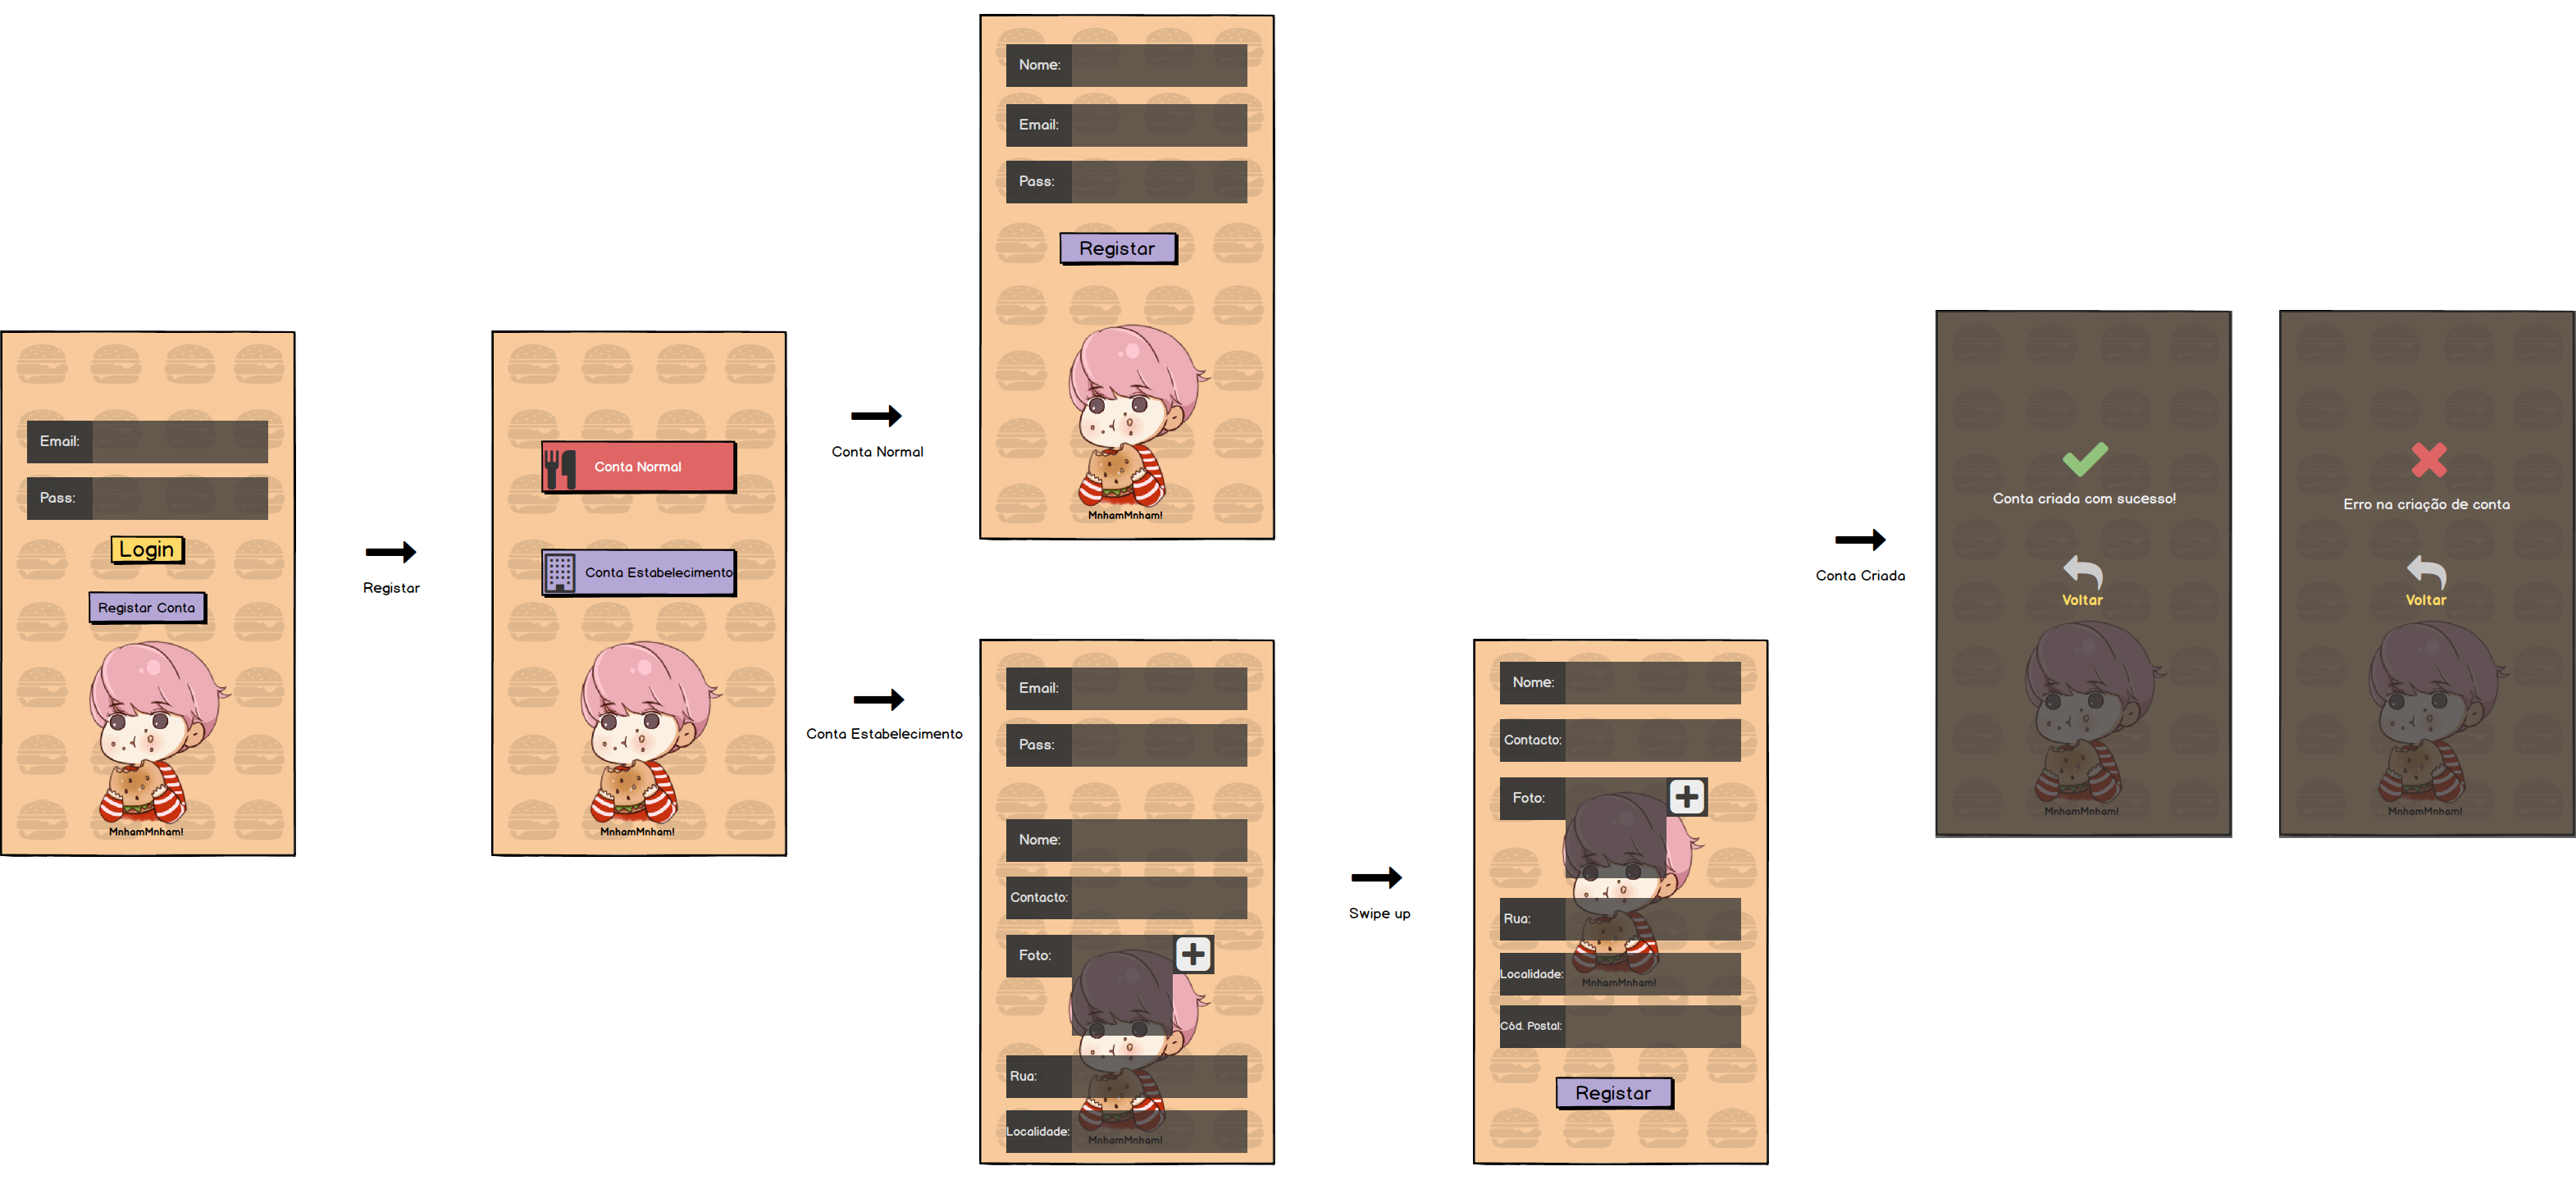 Email:
Pass:
Login
Registar Conta
MnhamMnham!
Registar
Conta Normal
Conta Estabelecimento
MnhamMnham!
Conta Normal
Nome:
Email:
Pass:
Registar
MnhamMnham!
Conta Estabelecimento
Email:
Pass:
Nome:
Contacto:
Foto:
Rua:
Localidade:
MnhamMnham!
Swipe up
Nome:
Contacto:
Foto:
Rua:
Localidade:
MnhamMnham!
Cód. Postal:
Registar
Conta Criada
Conta criada com sucesso!
Voltar
MnhamMnham!
Erro na criação de conta
Voltar
MnhamMnham!